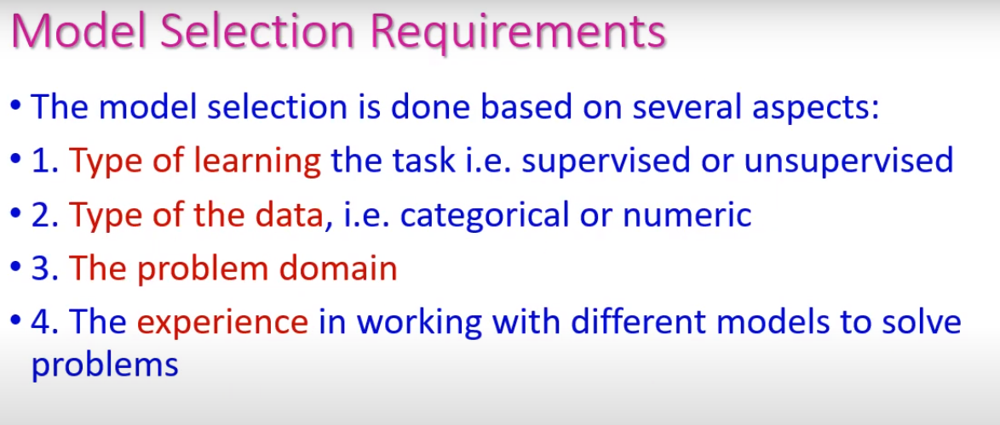 Model Selection Requirements
• The model selection is done based on several aspects:
• 1. Type of learning the task i.e. supervised or unsupervised
• 2. Type of the data, i.e. categorical or numeric
• 3. The problem domain
• 4. The experience in working with different models to solve
problems